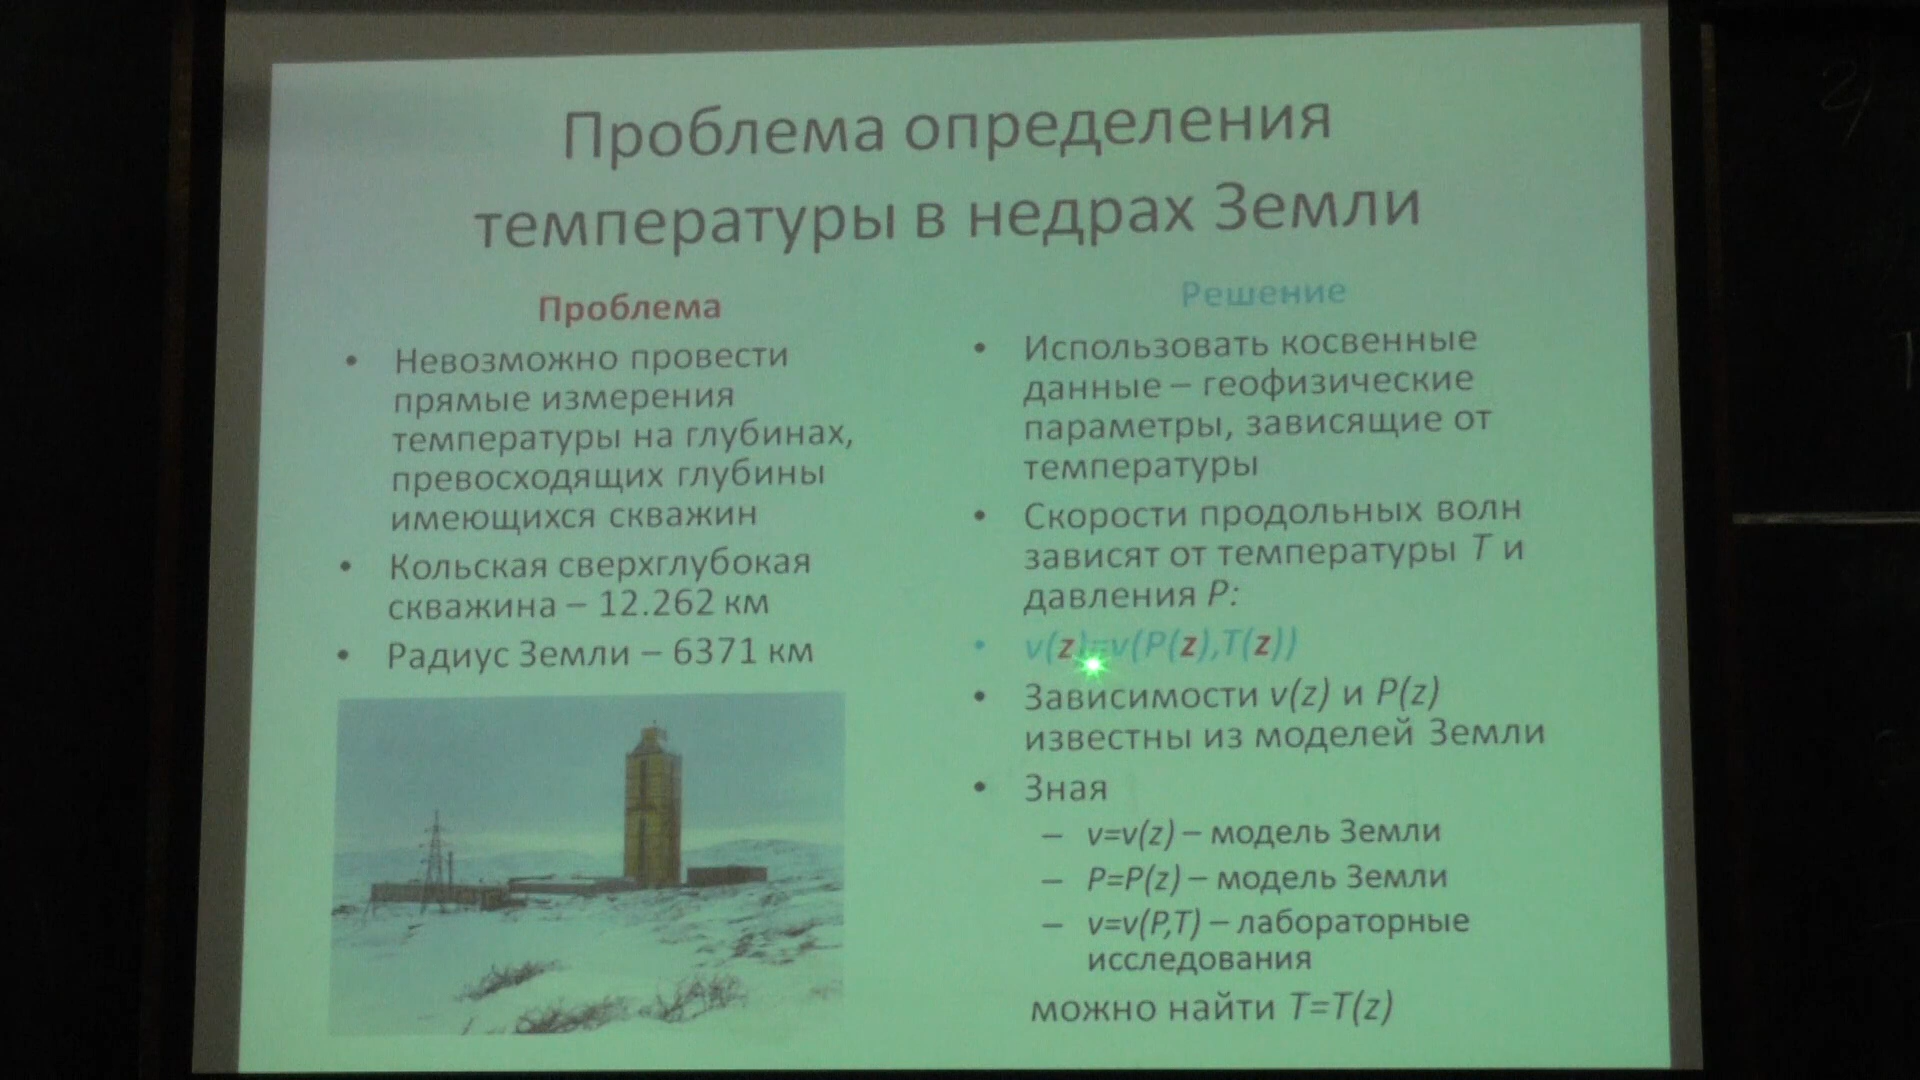 Проблема определения
температуры в недрах Земли
Проблема
• Невозможно провести
прямые измерения
температуры на глубинах,
превосходящих глубины
имеющихся скважин
• Кольская сверхглубокая
скважина – 12.262 км
• Радиус Земли – 6371 км
Решение
• Использовать косвенные
данные – геофизические
параметры, зависящие от
температуры
• Скорости продольных волн
зависят от температуры T и
давления P:
• v(z)=v(P(z),T(z))
• Зависимости v(z) и P(z)
известны из моделей Земли
• Зная
– v=v(z) – модель Земли
– P=P(z) – модель Земли
– v=v(P,T) – лабораторные
исследования
можно найти T=T(z)